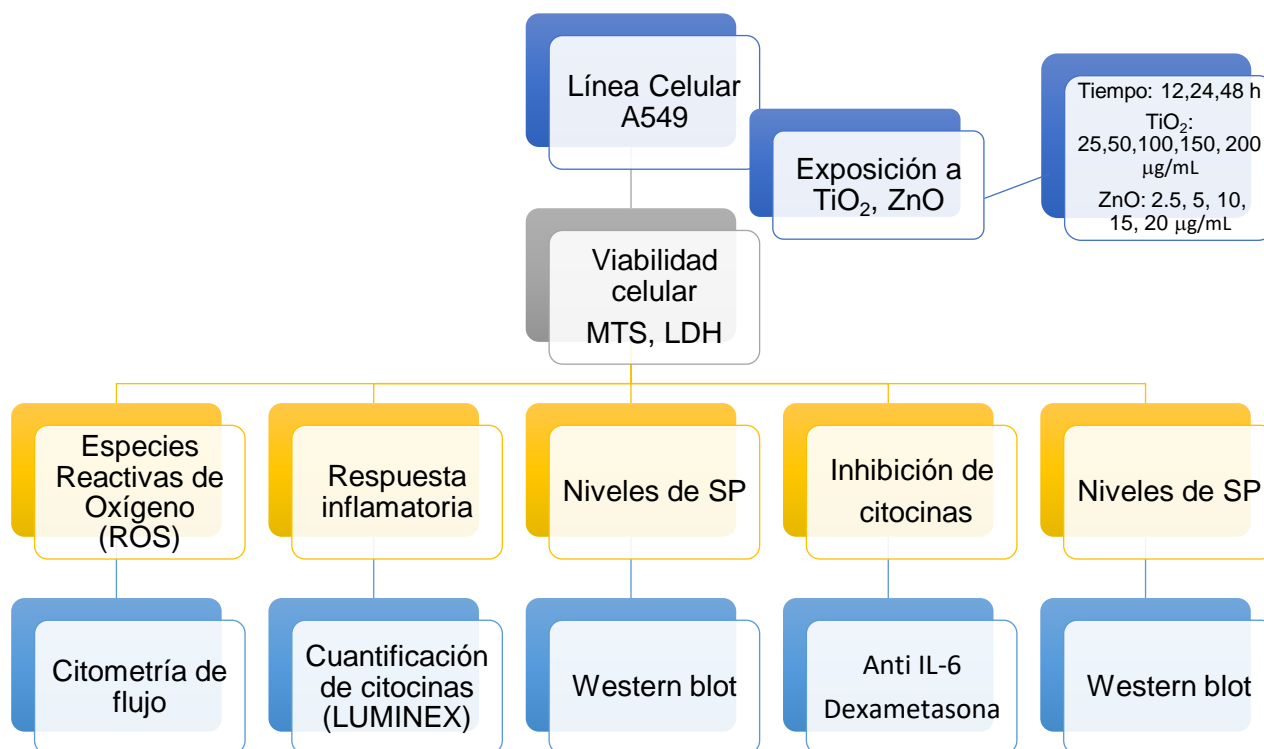 Línea Celular
A549
Exposición a
TiO₂, ZnO
Tiempo: 12,24,48 h
TiO₂:
25,50,100,150, 200
µg/mL
ZnO: 2.5, 5, 10,
15, 20 µg/mL
Viabilidad
celular
MTS, LDH
Especies
Reactivas de
Oxígeno
(ROS)
Respuesta
inflamatoria
Niveles de SP
Inhibición de
citocinas
Niveles de SP
Citometría de
flujo
Cuantificación
de citocinas
(LUMINEX)
Western blot
Anti IL-6
Dexametasona
Western blot